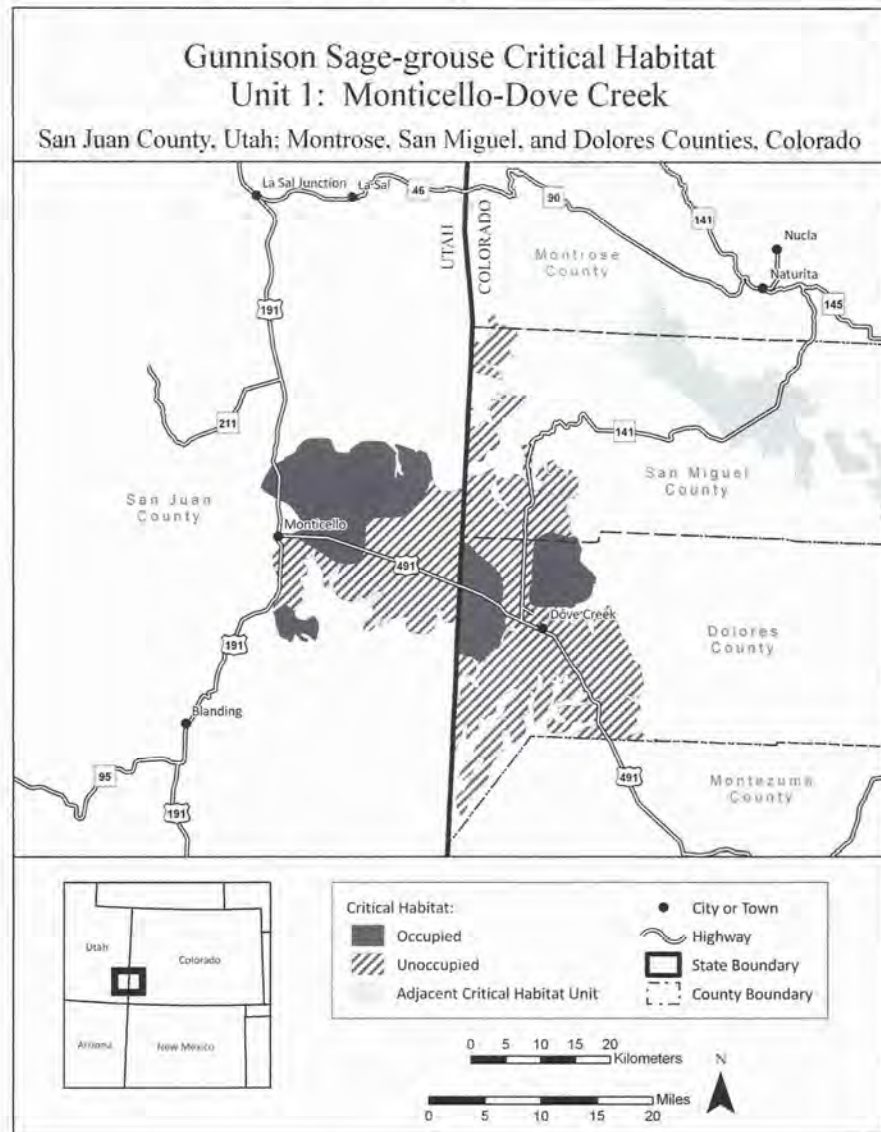 Gunnison Sage-grouse Critical Habitat
Unit 1: Monticello-Dove Creek
San Juan County, Utah; Montrose, San Miguel, and Dolores Counties, Colorado
La Sal Junction
La Sal
46
90
141
Nucla
UTAH
COLORADO
Montrose
County
Naturita
145
191
211
141
San Juan
County
San Miguel
County
Monticello
491
Dove Creek
191
Dolores
County
Blanding
95
191
491
Montezuma
County
Utah
Colorado
Arizona
New Mexico
Critical Habitat:
Occupied
Unoccupied
Adjacent Critical Habitat Unit
City or Town
Highway
State Boundary
County Boundary
0 5 10 15 20
Kilometers
N
Miles
0 5 10 15 20